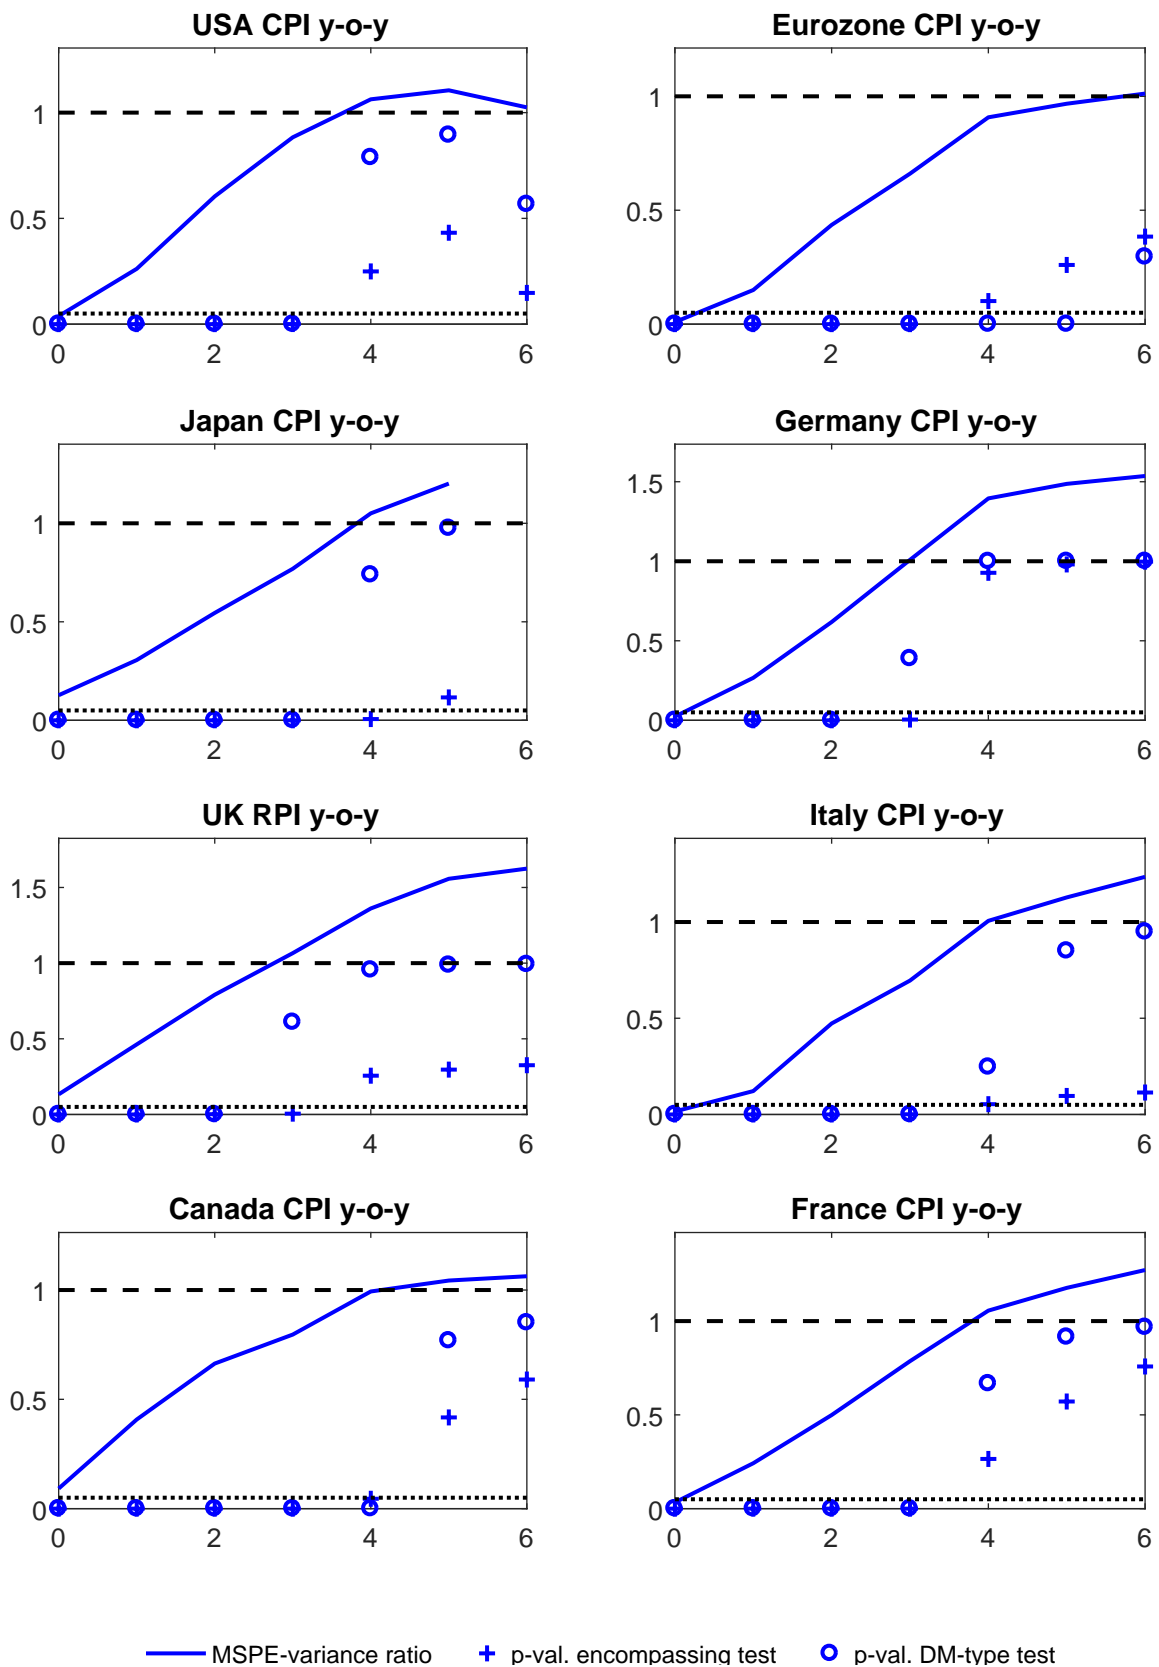 USA CPI y-o-y
1
0.5
0
0 2 4 6
Eurozone CPI y-o-y
1
0.5
0
0 2 4 6
Japan CPI y-o-y
1
0.5
0
0 2 4 6
Germany CPI y-o-y
1.5
1
0.5
0
0 2 4 6
UK RPI y-o-y
1.5
1
0.5
0
0 2 4 6
Italy CPI y-o-y
1
0.5
0
0 2 4 6
Canada CPI y-o-y
1
0.5
0
0 2 4 6
France CPI y-o-y
1
0.5
0
0 2 4 6
MSPE-variance ratio p-val. encompassing test p-val. DM-type test